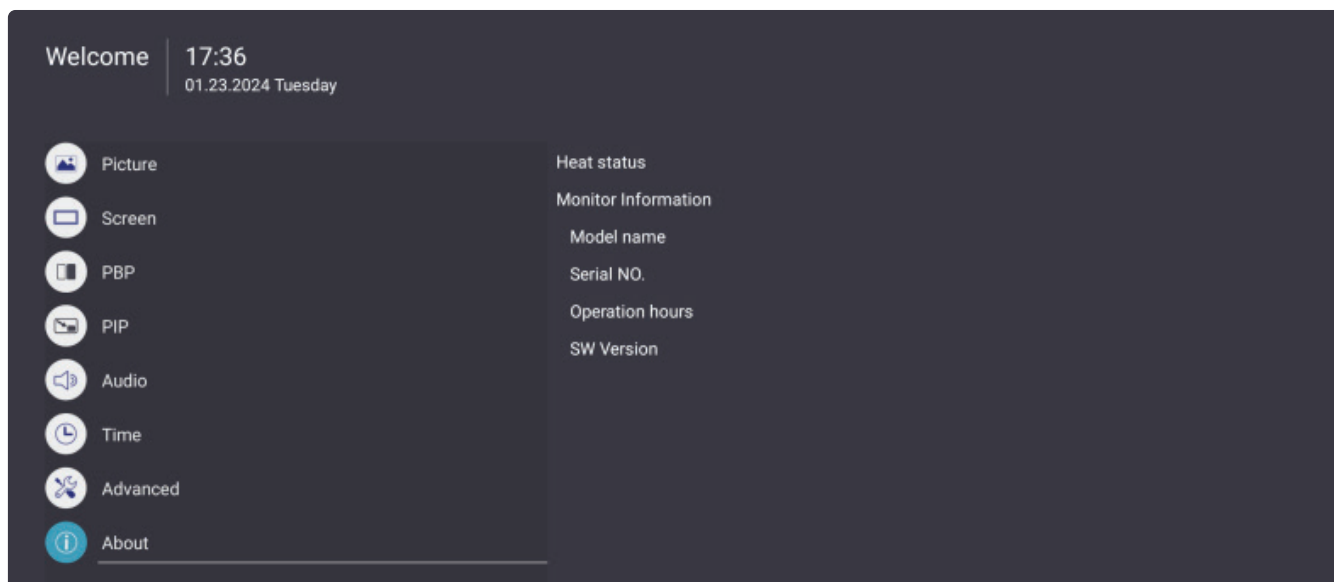 Welcome
17:36
01.23.2024 Tuesday
Picture
Screen
PBP
PIP
Audio
Time
Advanced
About
Heat status
Monitor Information
Model name
Serial NO.
Operation hours
SW Version